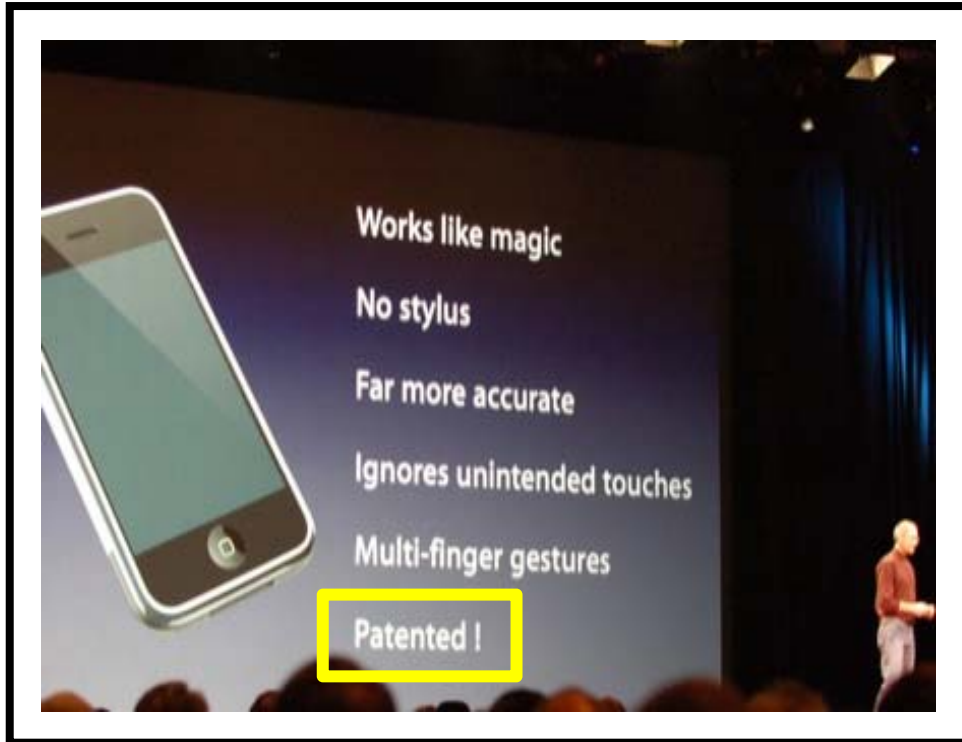 Works like magic
No stylus
Far more accurate
Ignores unintended touches
Multi-finger gestures
Patented !